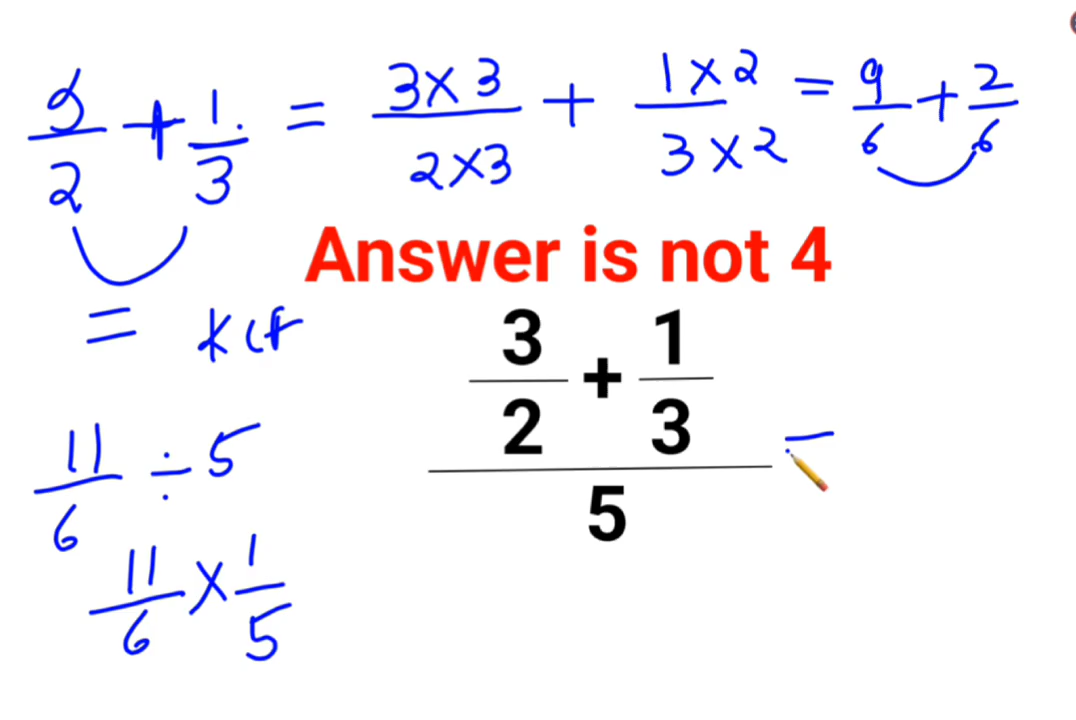 3/2 + 1/3 = 3×3/2×3 + 1×2/3×2 = 9/6 + 2/6
Answer is not 4
= KCF
3/2 + 1/3
5
=
11/6 ÷ 5
11/6 × 1/5